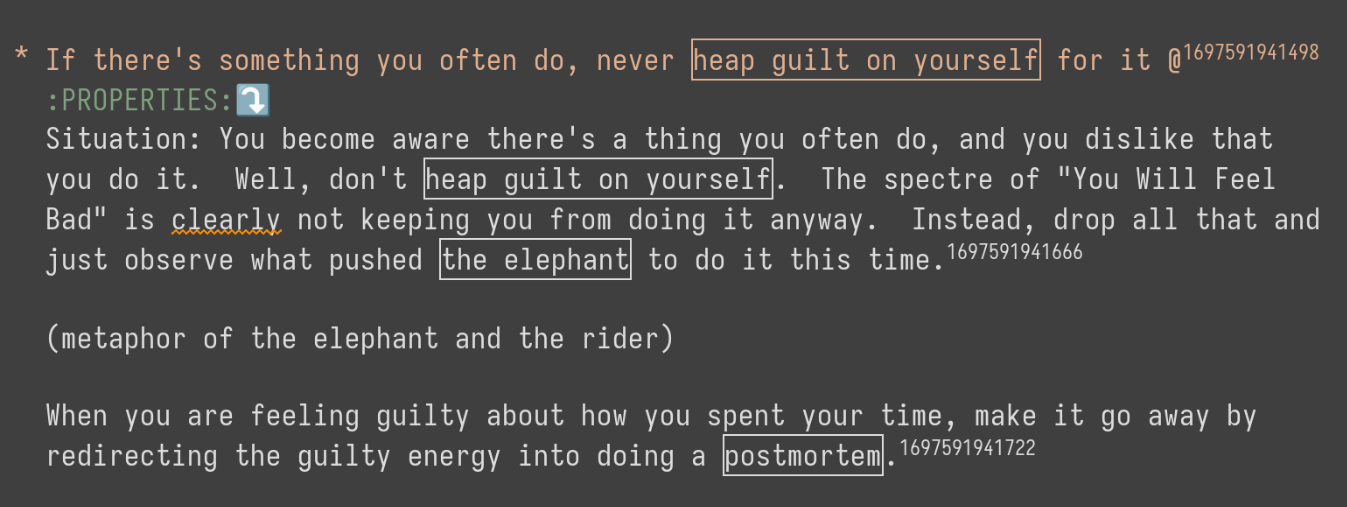 * If there's something you often do, never heap guilt on yourself for it @1697591941498
:PROPERTIES:⤵️
Situation: You become aware there's a thing you often do, and you dislike that
you do it.  Well, don't heap guilt on yourself.  The spectre of "You Will Feel
Bad" is clearly not keeping you from doing it anyway.  Instead, drop all that and
just observe what pushed the elephant to do it this time.1697591941666
(metaphor of the elephant and the rider)
When you are feeling guilty about how you spent your time, make it go away by
redirecting the guilty energy into doing a postmortem.1697591941722